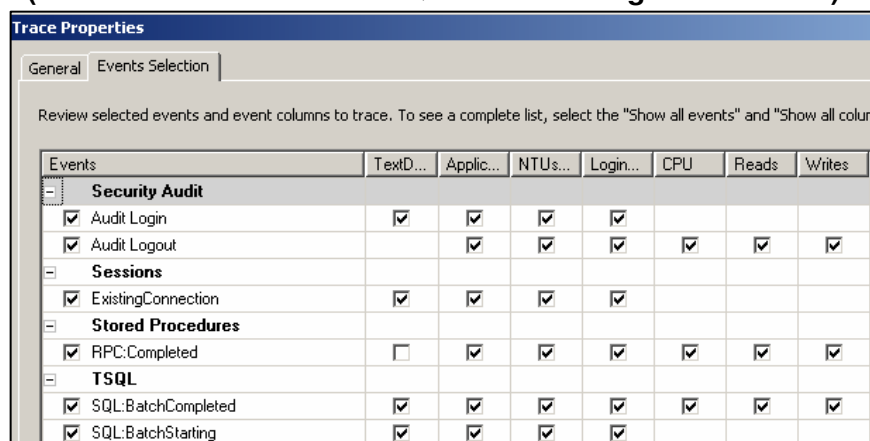 Trace Properties
General Events Selection
Review selected events and event columns to trace. To see a complete list, select the "Show all events" and "Show all colur
Events TextD... Applic... NTUs... Login... CPU Reads Writes
Security Audit
Audit Login
Audit Logout
Sessions
ExistingConnection
Stored Procedures
RPC:Completed
TSQL
SQL:BatchCompleted
SQL:BatchStarting